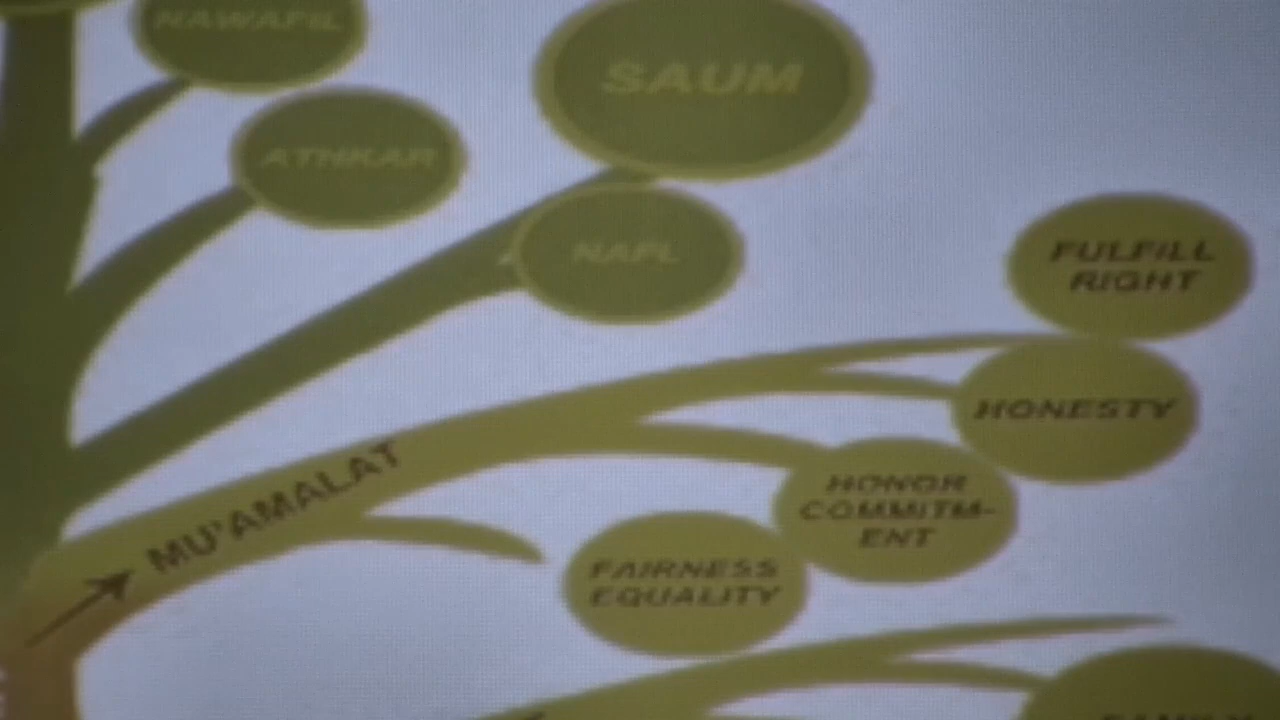 NAWAFIL
SAUM
ATHKAR
NAFL
FULFILL
RIGHT
HONESTY
MU'AMALAT
HONOR
COMMITM-
ENT
FAIRNESS
EQUALITY